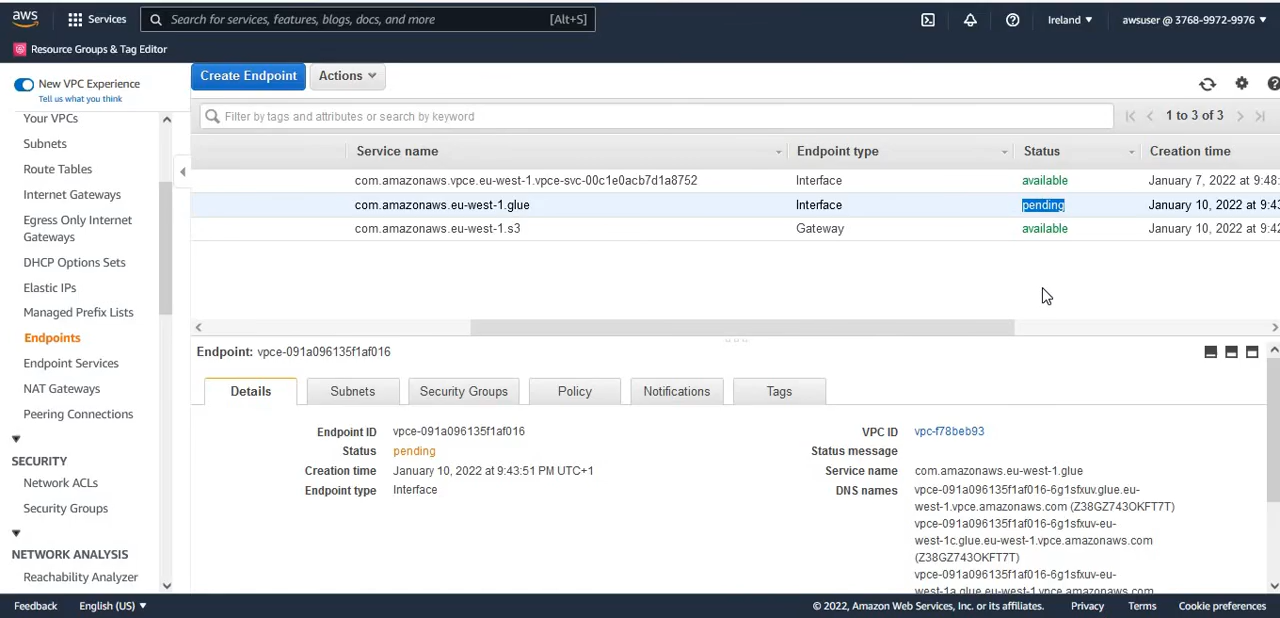 aws
Services
Search for services, features, blogs, docs, and more
[Alt+S]
Ireland ▼
awsuser @ 3768-9972-9976 ▼
Resource Groups & Tag Editor
New VPC Experience
Tell us what you think
Your VPCs
Subnets
Route Tables
Internet Gateways
Egress Only Internet
Gateways
DHCP Options Sets
Elastic IPs
Managed Prefix Lists
Endpoints
Endpoint Services
NAT Gateways
Peering Connections
SECURITY
Network ACLs
Security Groups
NETWORK ANALYSIS
Reachability Analyzer
Create Endpoint
Actions
Filter by tags and attributes or search by keyword
1 to 3 of 3
Service name Endpoint type Status Creation time
com.amazonaws.vpce.eu-west-1.vpce-svc-00c1e0acb7d1a8752 Interface available January 7, 2022 at 9:48:
com.amazonaws.eu-west-1.glue Interface pending January 10, 2022 at 9:43
com.amazonaws.eu-west-1.s3 Gateway available January 10, 2022 at 9:42
Endpoint: vpce-091a096135f1af016
Details Subnets Security Groups Policy Notifications Tags
Endpoint ID vpce-091a096135f1af016
Status pending
Creation time January 10, 2022 at 9:43:51 PM UTC+1
Endpoint type Interface
VPC ID vpc-f78beb93
Status message
Service name com.amazonaws.eu-west-1.glue
DNS names vpce-091a096135f1af016-6g1sfxuv.glue.eu-
west-1.vpce.amazonaws.com (Z38GZ743OKFT7T)
vpce-091a096135f1af016-6g1sfxuv-eu-
west-1c.glue.eu-west-1.vpce.amazonaws.com
(Z38GZ743OKFT7T)
vpce-091a096135f1af016-6g1sfxuv-eu-
west-1a.glue.eu-west-1.vpce.amazonaws.com
Feedback English (US) ▼
© 2022, Amazon Web Services, Inc. or its affiliates. Privacy Terms Cookie preferences